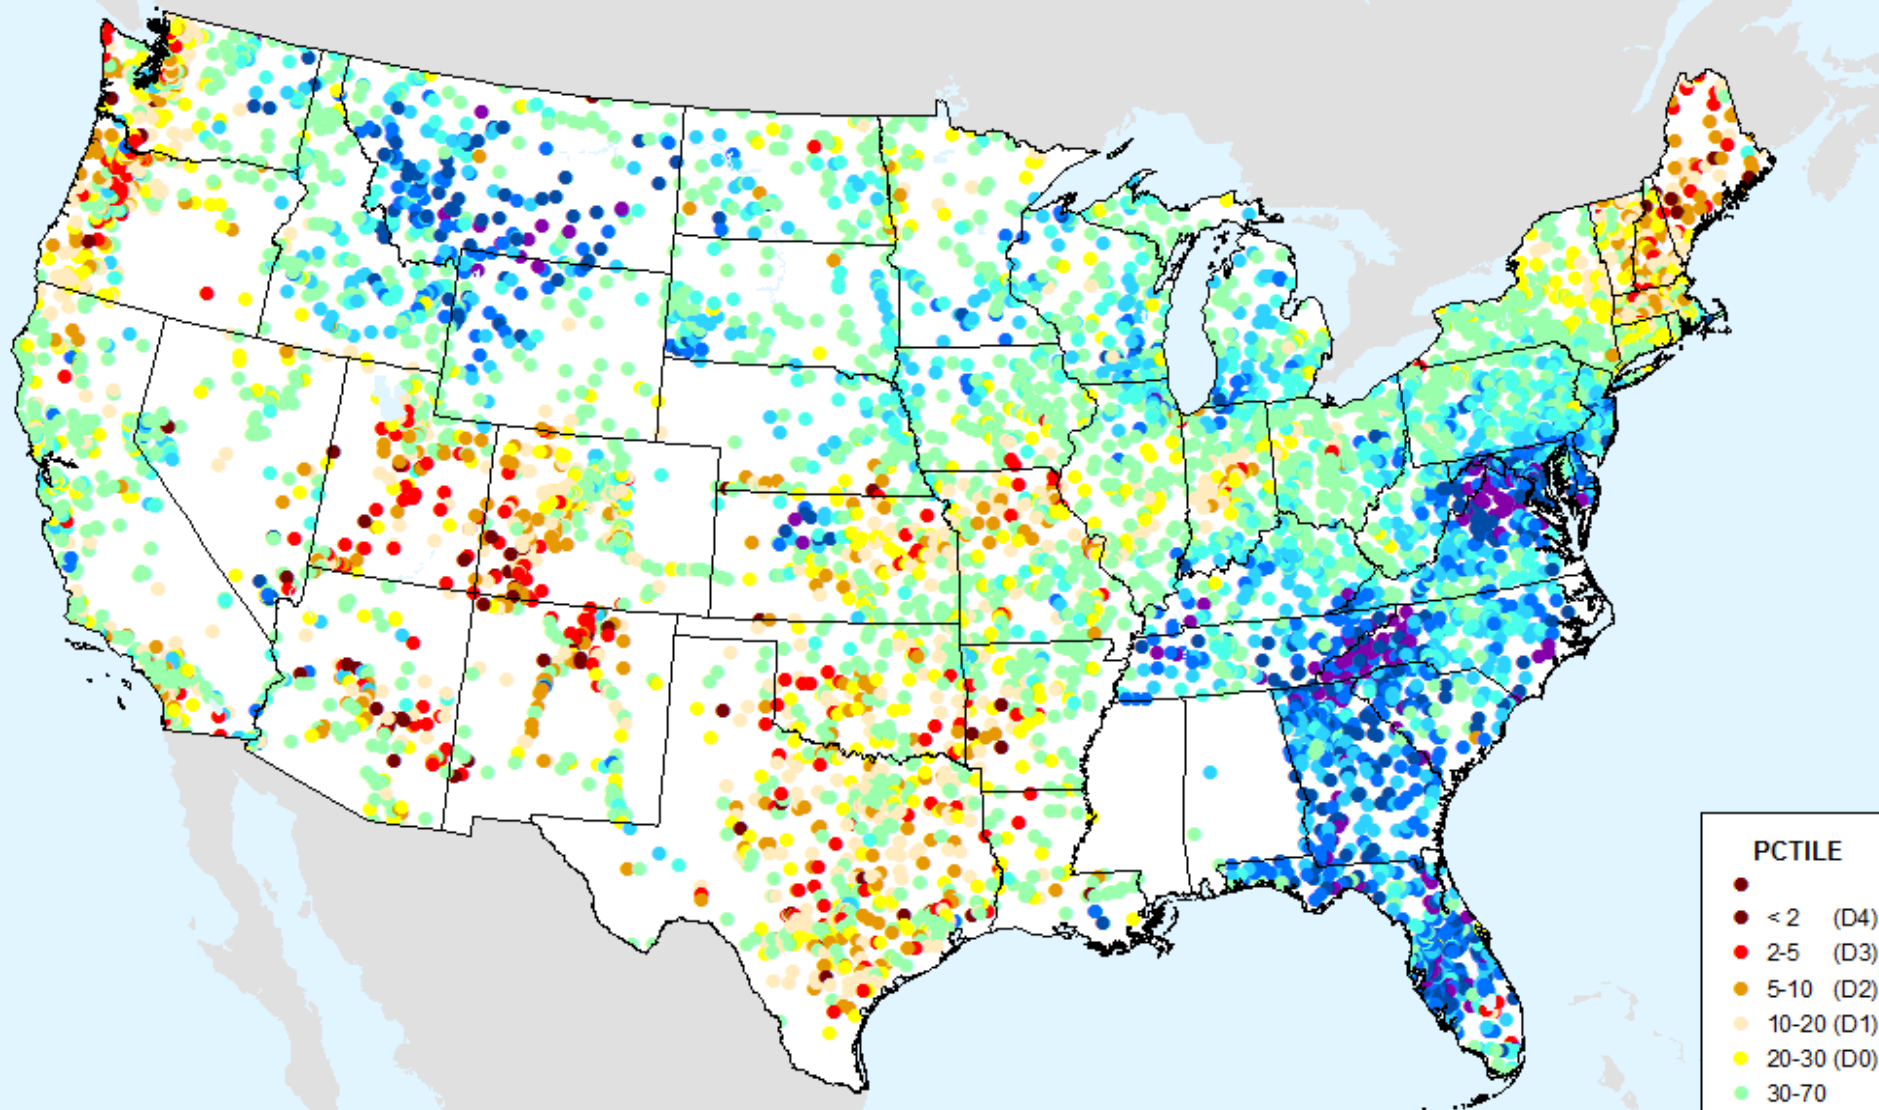 PCTILE
< 2 (D4)
2-5 (D3)
5-10 (D2)
10-20 (D1)
20-30 (D0)
30-70